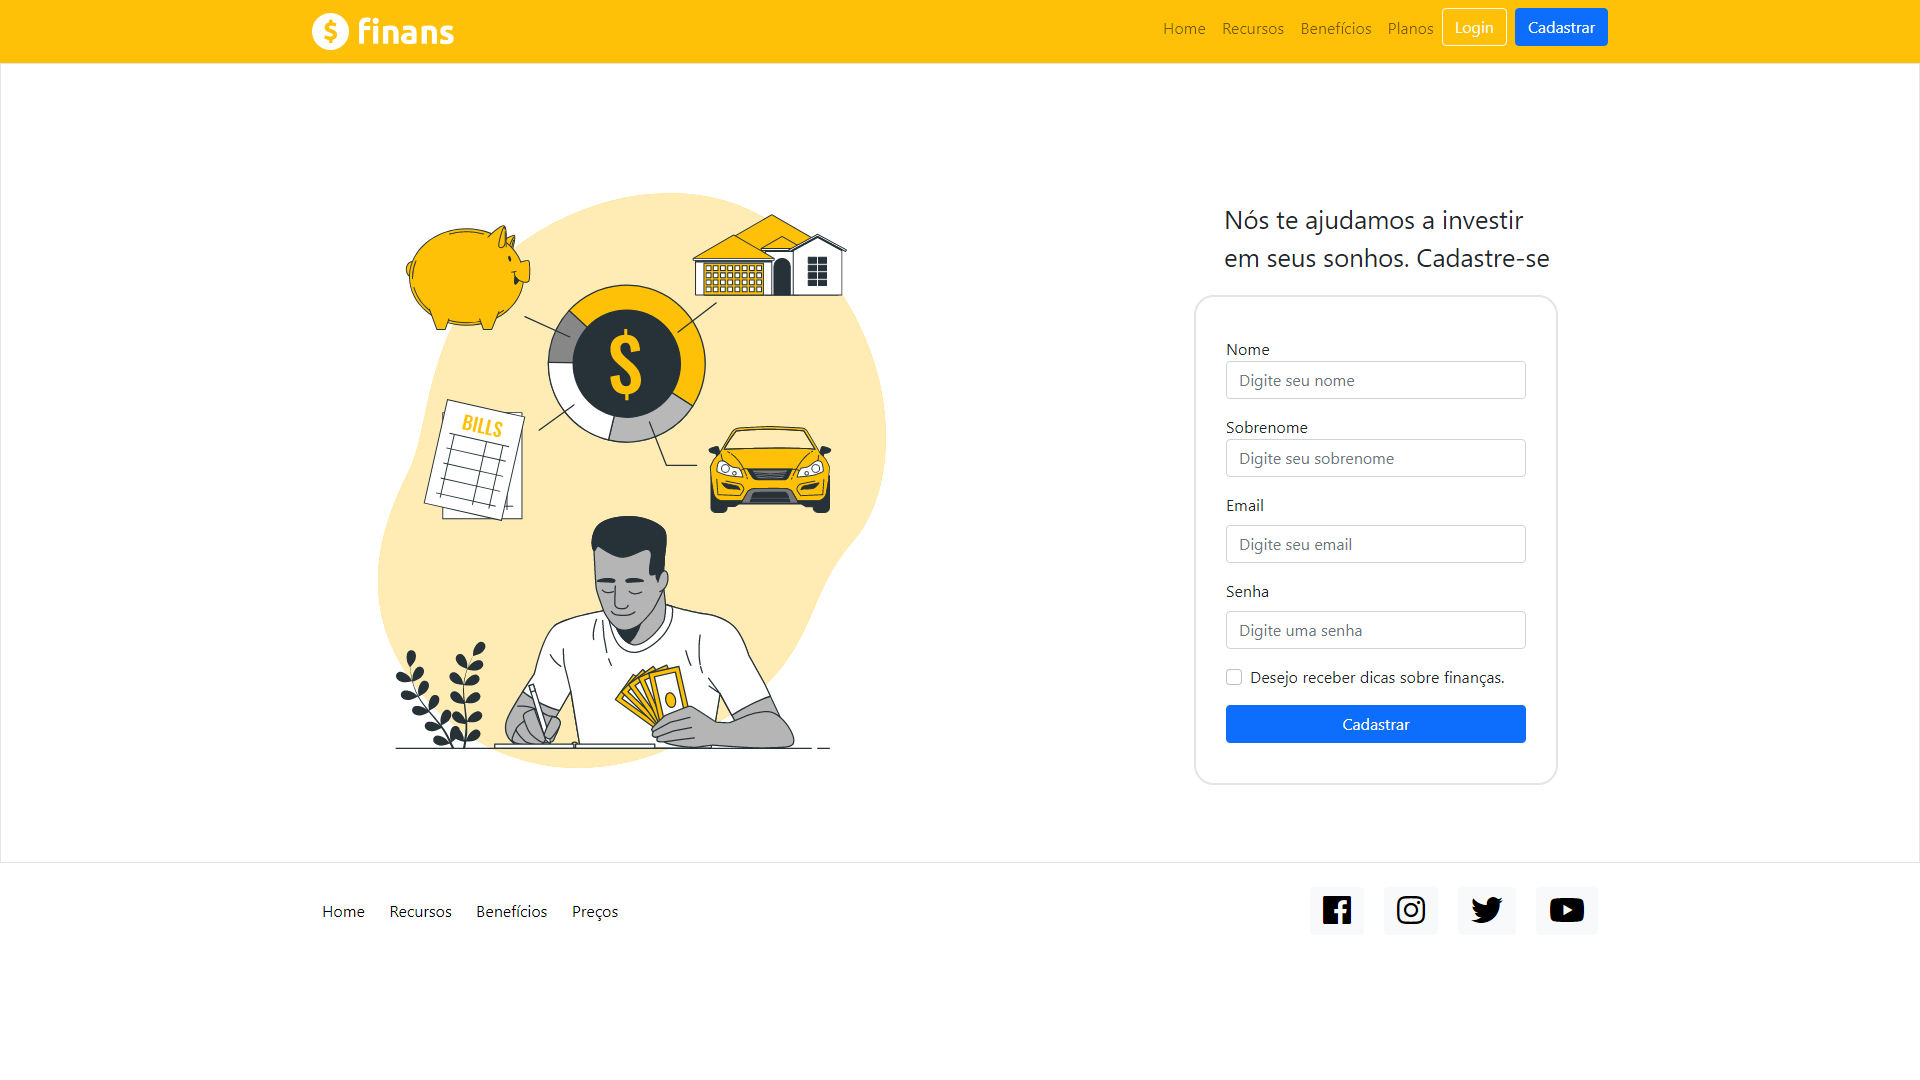 $ finans
Home Recursos Benefícios Planos Login Cadastrar
Nós te ajudamos a investir
em seus sonhos. Cadastre-se
$
BILLS
Nome
Digite seu nome
Sobrenome
Digite seu sobrenome
Email
Digite seu email
Senha
Digite uma senha
Desejo receber dicas sobre finanças.
Cadastrar
Home Recursos Benefícios Preços